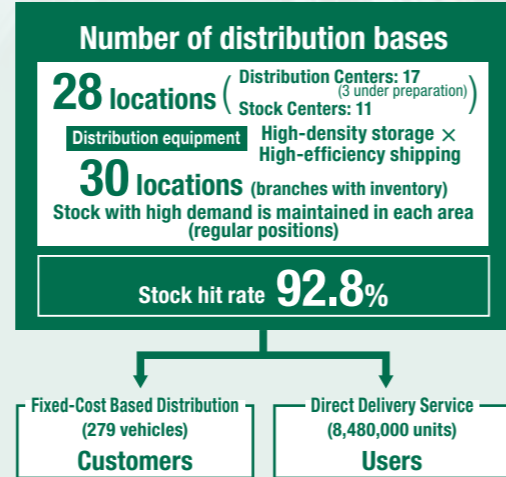 Number of distribution bases
28 locations ( Distribution Centers: 17
(3 under preparation)
Stock Centers: 11 )
Distribution equipment High-density storage ×
High-efficiency shipping
30 locations (branches with inventory)
Stock with high demand is maintained in each area
(regular positions)
Stock hit rate 92.8%
Fixed-Cost Based Distribution
(279 vehicles)
Customers
Direct Delivery Service
(8,480,000 units)
Users